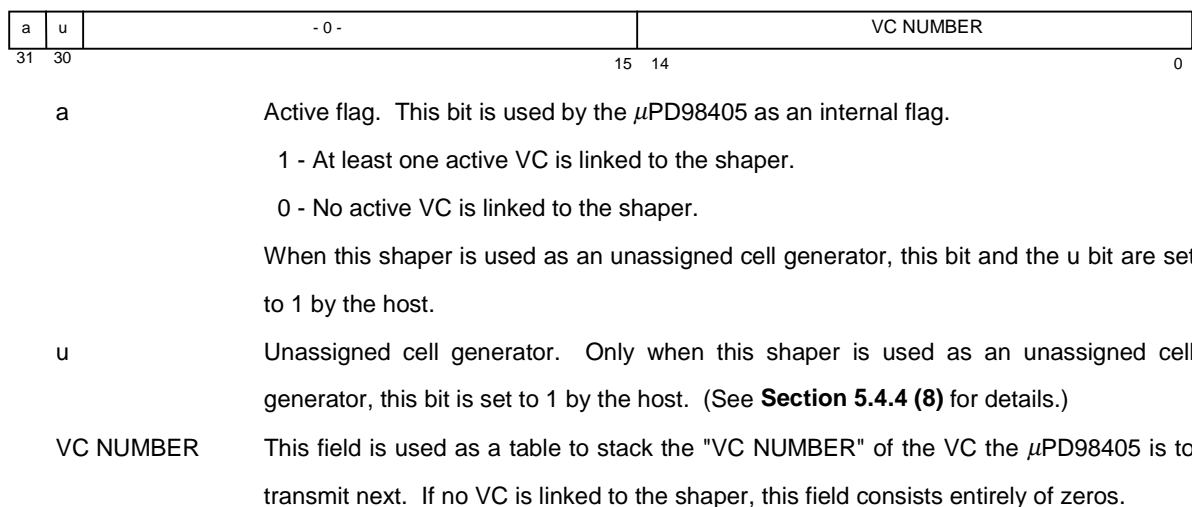 a u - 0 - VC NUMBER
31 30 15 14 0
a Active flag. This bit is used by the µPD98405 as an internal flag.
1 - At least one active VC is linked to the shaper.
0 - No active VC is linked to the shaper.
When this shaper is used as an unassigned cell generator, this bit and the u bit are set
to 1 by the host.
u Unassigned cell generator. Only when this shaper is used as an unassigned cell
generator, this bit is set to 1 by the host. (See Section 5.4.4 (8) for details.)
VC NUMBER This field is used as a table to stack the "VC NUMBER" of the VC the µPD98405 is to
transmit next. If no VC is linked to the shaper, this field consists entirely of zeros.